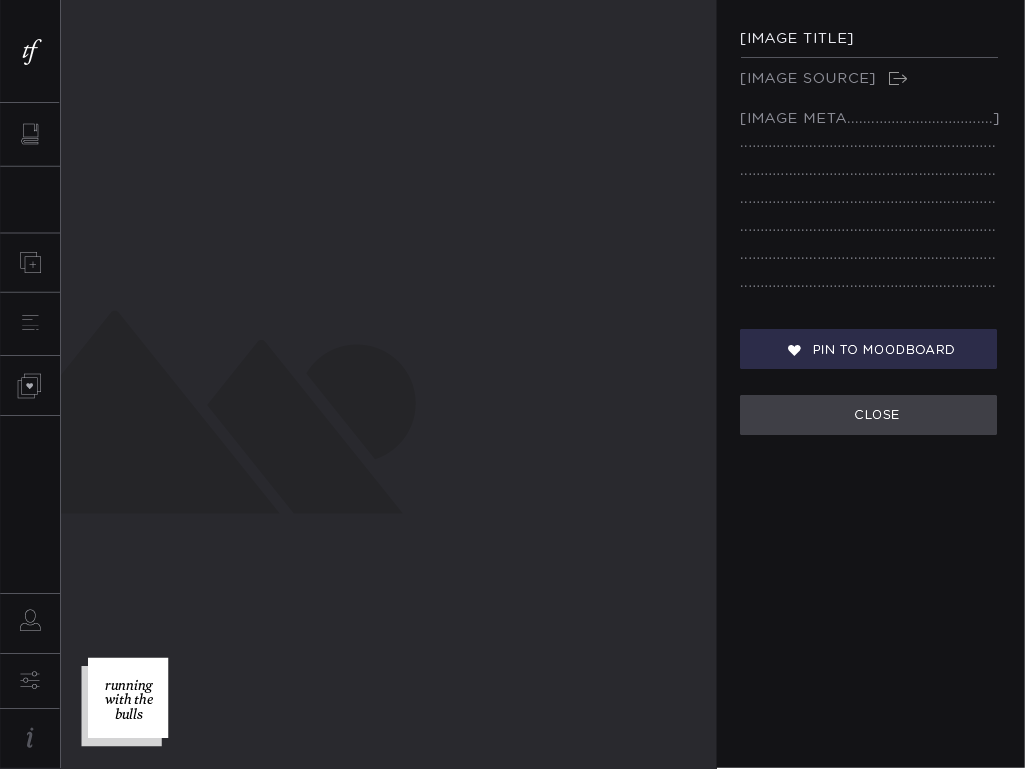 tf
[IMAGE TITLE]
[IMAGE SOURCE]
[IMAGE META....................................]
...............................................................
...............................................................
...............................................................
...............................................................
...............................................................
...............................................................
PIN TO MOODBOARD
CLOSE
running
with the
bulls
i